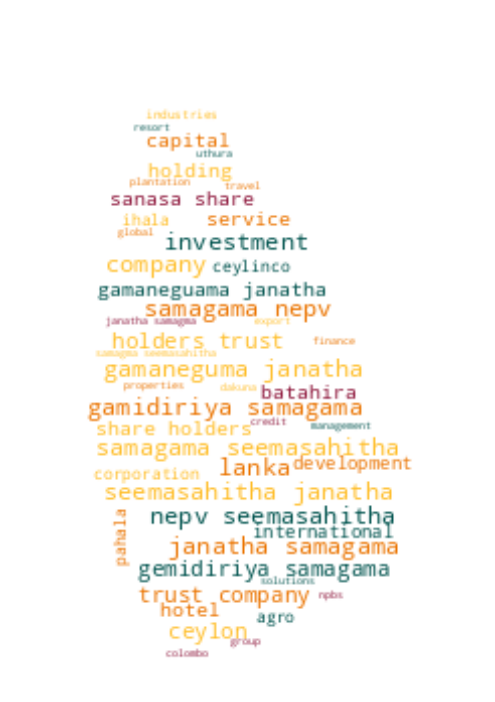 industries
resort
capital
uthura
holding
plantation
travel
sanasa share
ihala
service
global
investment
company
ceylinco
gamaneguama janatha
samagama nepv
janatha samagma
export
holders trust
finance
samagma seemasahitha
gamaneguma janatha
properties
dakuna
batahira
gamidiriya samagama
credit
management
share holders
samagama seemasahitha
lanka
development
corporation
seemasahitha janatha
pahala
nepv seemasahitha
international
janatha samagama
gemidiriya samagama
solutions
trust company
npbs
hotel
agro
ceylon
group
colombo